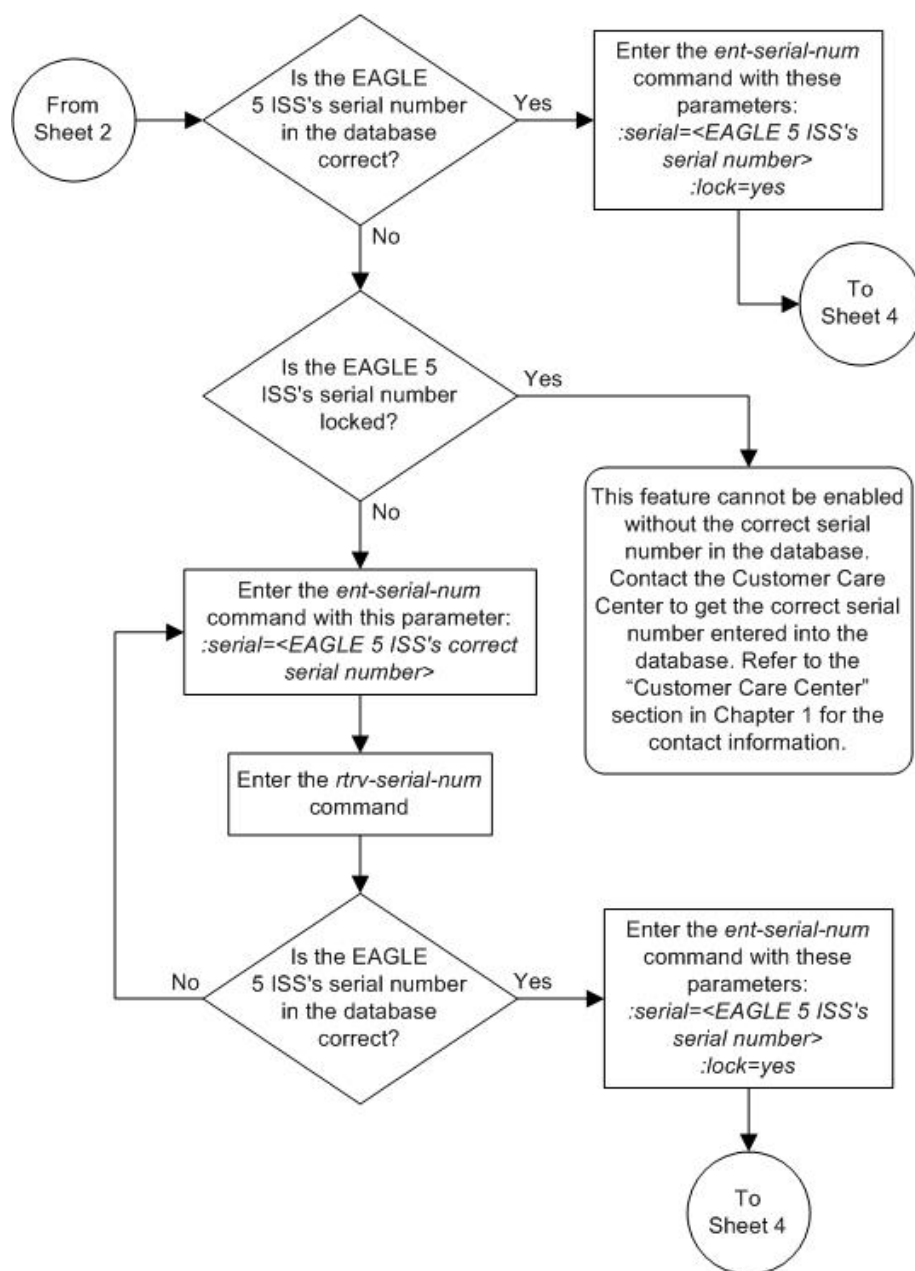 From
Sheet 2
Is the EAGLE
5 ISS's serial number
in the database
correct?
Yes
Enter the ent-serial-num
command with these
parameters:
:serial=<EAGLE 5 ISS's
serial number>
:lock=yes
No
To
Sheet 4
Is the EAGLE 5
ISS's serial number
locked?
Yes
This feature cannot be enabled
without the correct serial
number in the database.
Contact the Customer Care
Center to get the correct serial
number entered into the
database. Refer to the
“Customer Care Center”
section in Chapter 1 for the
contact information.
No
Enter the ent-serial-num
command with this parameter:
:serial=<EAGLE 5 ISS's correct
serial number>
Enter the rtrv-serial-num
command
Is the EAGLE
5 ISS's serial number
in the database
correct?
No
Yes
Enter the ent-serial-num
command with these
parameters:
:serial=<EAGLE 5 ISS's
serial number>
:lock=yes
To
Sheet 4